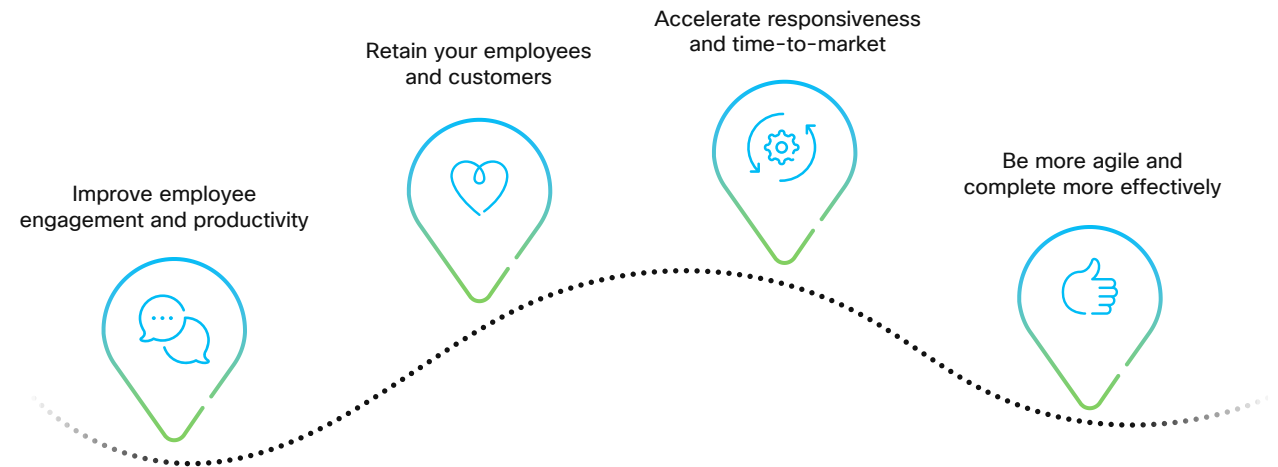 Improve employee
engagement and productivity
Retain your employees
and customers
Accelerate responsiveness
and time-to-market
Be more agile and
complete more effectively